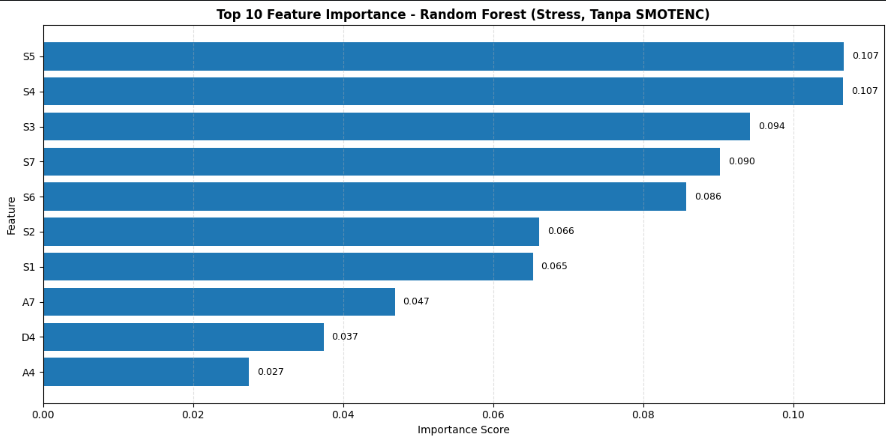 Top 10 Feature Importance - Random Forest (Stress, Tanpa SMOTENC)
S5 0.107
S4 0.107
S3 0.094
S7 0.090
S6 0.086
S2 0.066
S1 0.065
A7 0.047
D4 0.037
A4 0.027
Feature
0.00 0.02 0.04 0.06 0.08 0.10
Importance Score